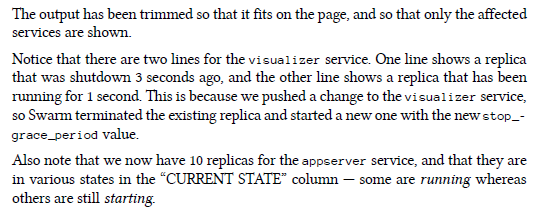 The output has been trimmed so that it fits on the page, and so that only the affected
services are shown.
Notice that there are two lines for the visualizer service. One line shows a replica
that was shutdown 3 seconds ago, and the other line shows a replica that has been
running for 1 second. This is because we pushed a change to the visualizer service,
so Swarm terminated the existing replica and started a new one with the new stop_-
grace_period value.
Also note that we now have 10 replicas for the appserver service, and that they are
in various states in the “CURRENT STATE” column — some are running whereas
others are still starting.